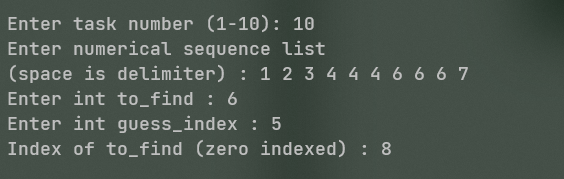 Enter task number (1-10): 10
Enter numerical sequence list
(space is delimiter) : 1 2 3 4 4 4 6 6 6 7
Enter int to_find : 6
Enter int guess_index : 5
Index of to_find (zero indexed) : 8